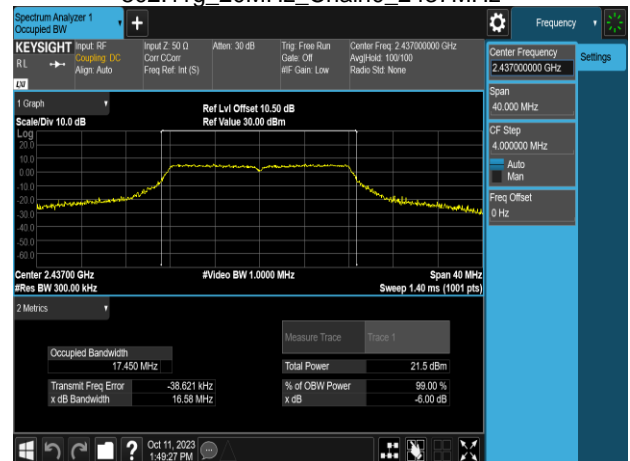 Spectrum Analyzer 1
Occupied BW
+
Frequency
KEYSIGHT
RL
LXI
Input: RF
Coupling: DC
Align: Auto
Input Z: 50 Ω
Corr CCorr
Freq Ref: Int (S)
Atten: 30 dB
Trig: Free Run
Gate: Off
#IF Gain: Low
Center Freq: 2.437000000 GHz
Avg|Hold: 100/100
Radio Std: None
Center Frequency
2.437000000 GHz
Settings
Span
40.000 MHz
CF Step
4.000000 MHz
Auto
Man
Freq Offset
0 Hz
1 Graph
Scale/Div 10.0 dB
Ref Lvl Offset 10.50 dB
Ref Value 30.00 dBm
Log
20.0
10.0
0.00
-10.0
-20.0
-30.0
-40.0
-50.0
-60.0
Center 2.43700 GHz
#Video BW 1.0000 MHz
Span 40 MHz
#Res BW 300.00 kHz
Sweep 1.40 ms (1001 pts)
2 Metrics
Measure Trace
Trace 1
Occupied Bandwidth
17.450 MHz
Total Power
21.5 dBm
Transmit Freq Error
-38.621 kHz
% of OBW Power
99.00 %
x dB Bandwidth
16.58 MHz
x dB
-6.00 dB
?
Oct 11, 2023
1:49:27 PM